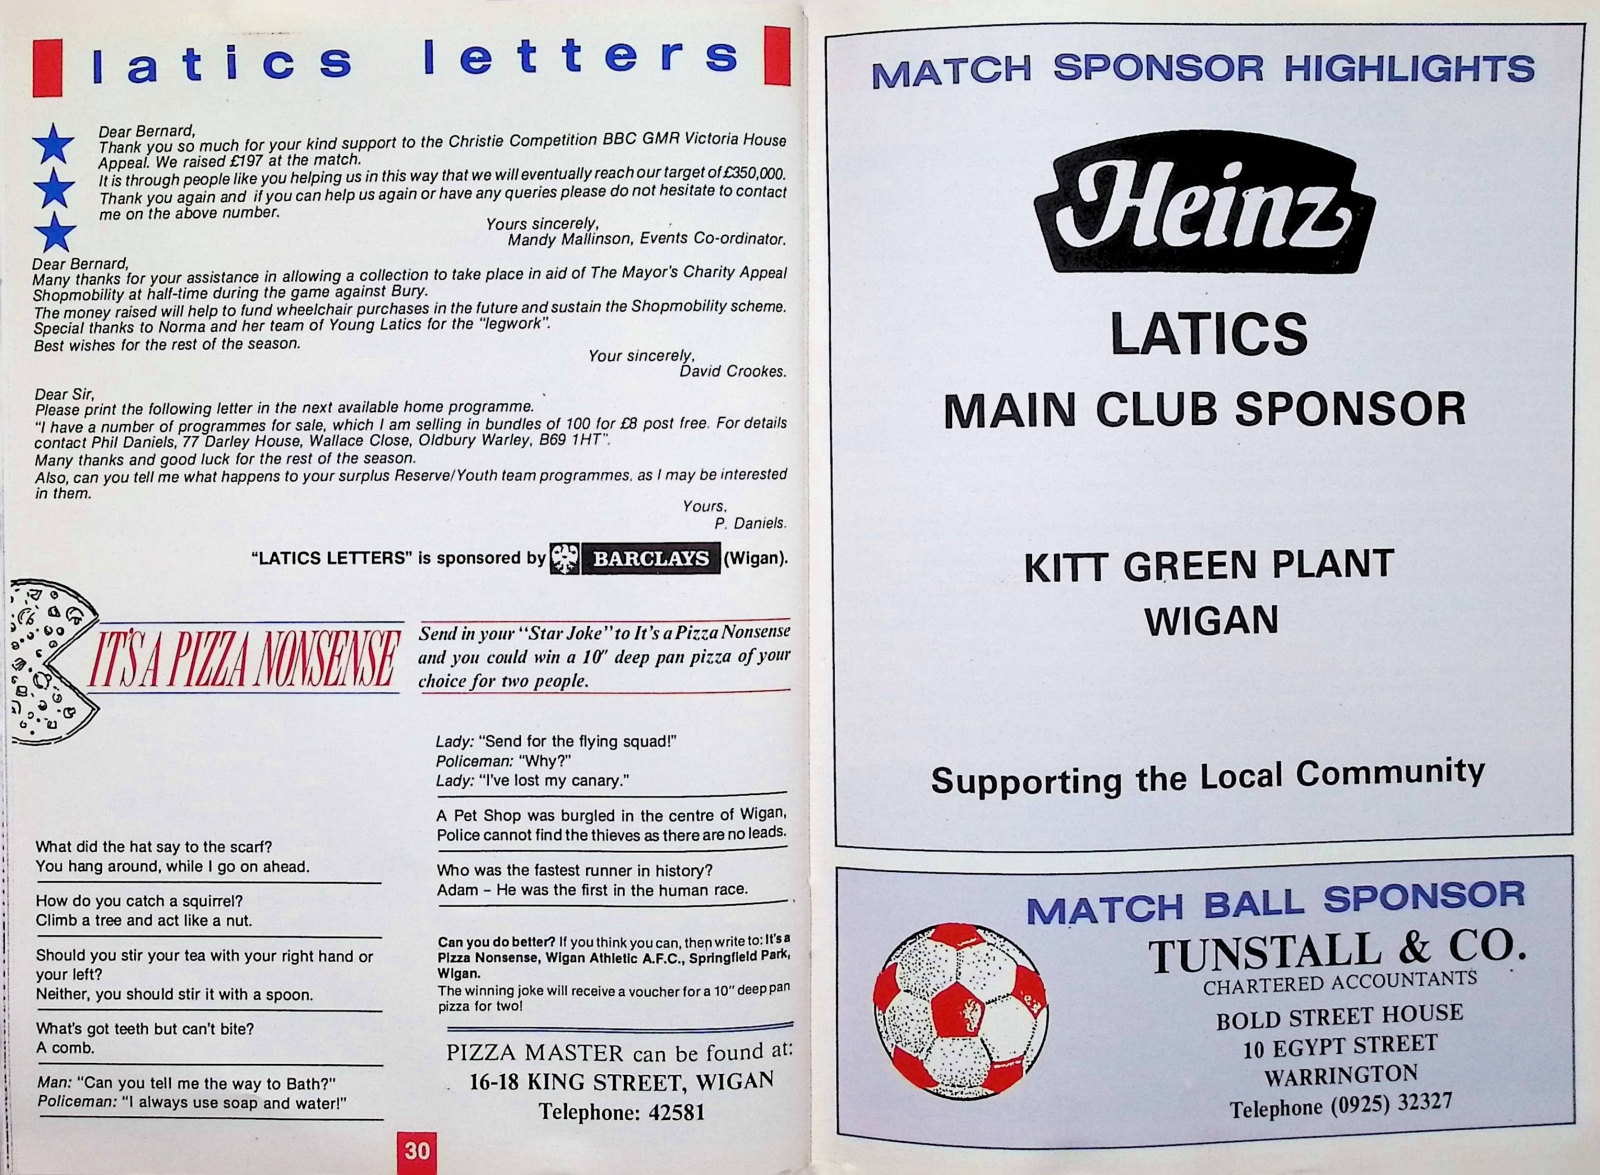 latics letters
Dear Bernard,
Thank you so much for your kind support to the Christie Competition BBC GMR Victoria House
Appeal. We raised £197 at the match.
It is through people like you helping us in this way that we will eventually reach our target of £350,000.
Thank you again and if you can help us again or have any queries please do not hesitate to contact
me on the above number.
Yours sincerely,
Mandy Mallinson, Events Co-ordinator.
Dear Bernard,
Many thanks for your assistance in allowing a collection to take place in aid of The Mayor's Charity Appeal
Shopmobility at half-time during the game against Bury.
The money raised will help to fund wheelchair purchases in the future and sustain the Shopmobility scheme.
Special thanks to Norma and her team of Young Latics for the "legwork".
Best wishes for the rest of the season.
Your sincerely,
David Crookes.
Dear Sir,
Please print the following letter in the next available home programme.
"I have a number of programmes for sale, which I am selling in bundles of 100 for £8 post free. For details
contact Phil Daniels, 77 Darley House, Wallace Close, Oldbury Warley, B69 1HT".
Many thanks and good luck for the rest of the season.
Also, can you tell me what happens to your surplus Reserve/Youth team programmes, as I may be interested
in them.
Yours,
P. Daniels.
"LATICS LETTERS" is sponsored by BARCLAYS (Wigan).
IT'S A PIZZA NONSENSE
Send in your "Star Joke" to It's a Pizza Nonsense
and you could win a 10" deep pan pizza of your
choice for two people.
What did the hat say to the scarf?
You hang around, while I go on ahead.
How do you catch a squirrel?
Climb a tree and act like a nut.
Should you stir your tea with your right hand or
your left?
Neither, you should stir it with a spoon.
What's got teeth but can't bite?
A comb.
Man: "Can you tell me the way to Bath?"
Policeman: "I always use soap and water!"
Lady: "Send for the flying squad!"
Policeman: "Why?"
Lady: "I've lost my canary."
A Pet Shop was burgled in the centre of Wigan,
Police cannot find the thieves as there are no leads.
Who was the fastest runner in history?
Adam – He was the first in the human race.
Can you do better? If you think you can, then write to: It's a
Pizza Nonsense, Wigan Athletic A.F.C., Springfield Park,
Wigan.
The winning joke will receive a voucher for a 10" deep pan
pizza for two!
PIZZA MASTER can be found at:
16-18 KING STREET, WIGAN
Telephone: 42581
30
MATCH SPONSOR HIGHLIGHTS
Heinz
LATICS
MAIN CLUB SPONSOR
KITT GREEN PLANT
WIGAN
Supporting the Local Community
MATCH BALL SPONSOR
TUNSTALL & CO.
CHARTERED ACCOUNTANTS
BOLD STREET HOUSE
10 EGYPT STREET
WARRINGTON
Telephone (0925) 32327